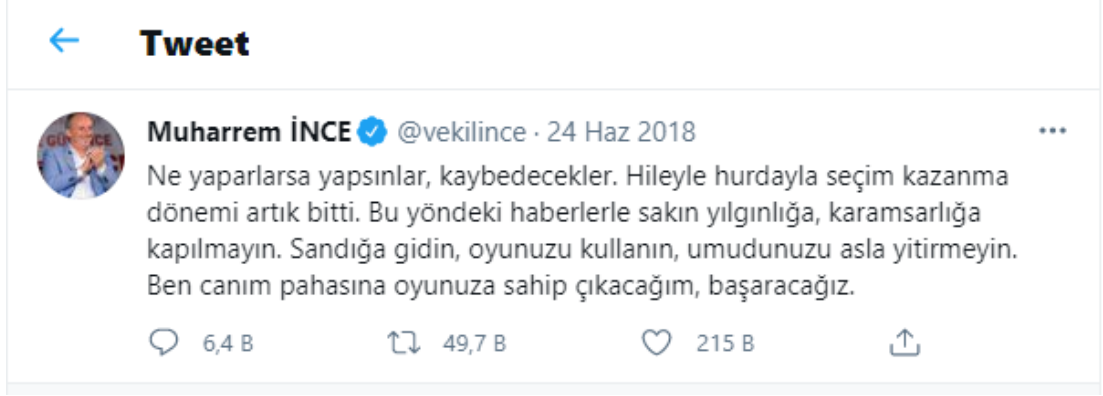 Tweet
Muharrem İNCE @vekilince · 24 Haz 2018
Ne yaparlarsa yapsınlar, kaybedecekler. Hileyle hurdayla seçim kazanma
dönemi artık bitti. Bu yöndeki haberlerle sakın yılgınlığa, karamsarlığa
kapılmayın. Sandığa gidin, oyunuzu kullanın, umudunuzu asla yitirmeyin.
Ben canım pahasına oyunuza sahip çıkacağım, başaracağız.
6,4 B 49,7 B 215 B